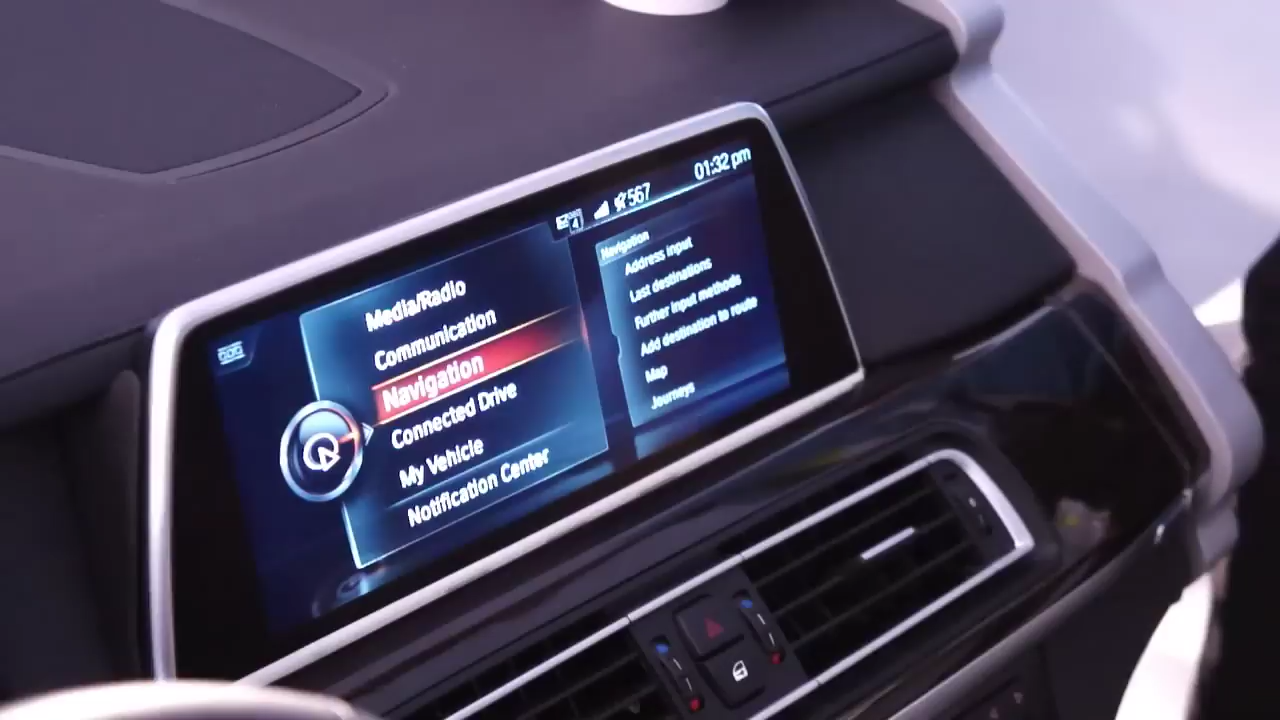 01:32 pm
4
567
Media/Radio
Communication
Navigation
Connected Drive
My Vehicle
Notification Center
Navigation
Address input
Last destinations
Further input methods
Add destination to route
Map
Journeys